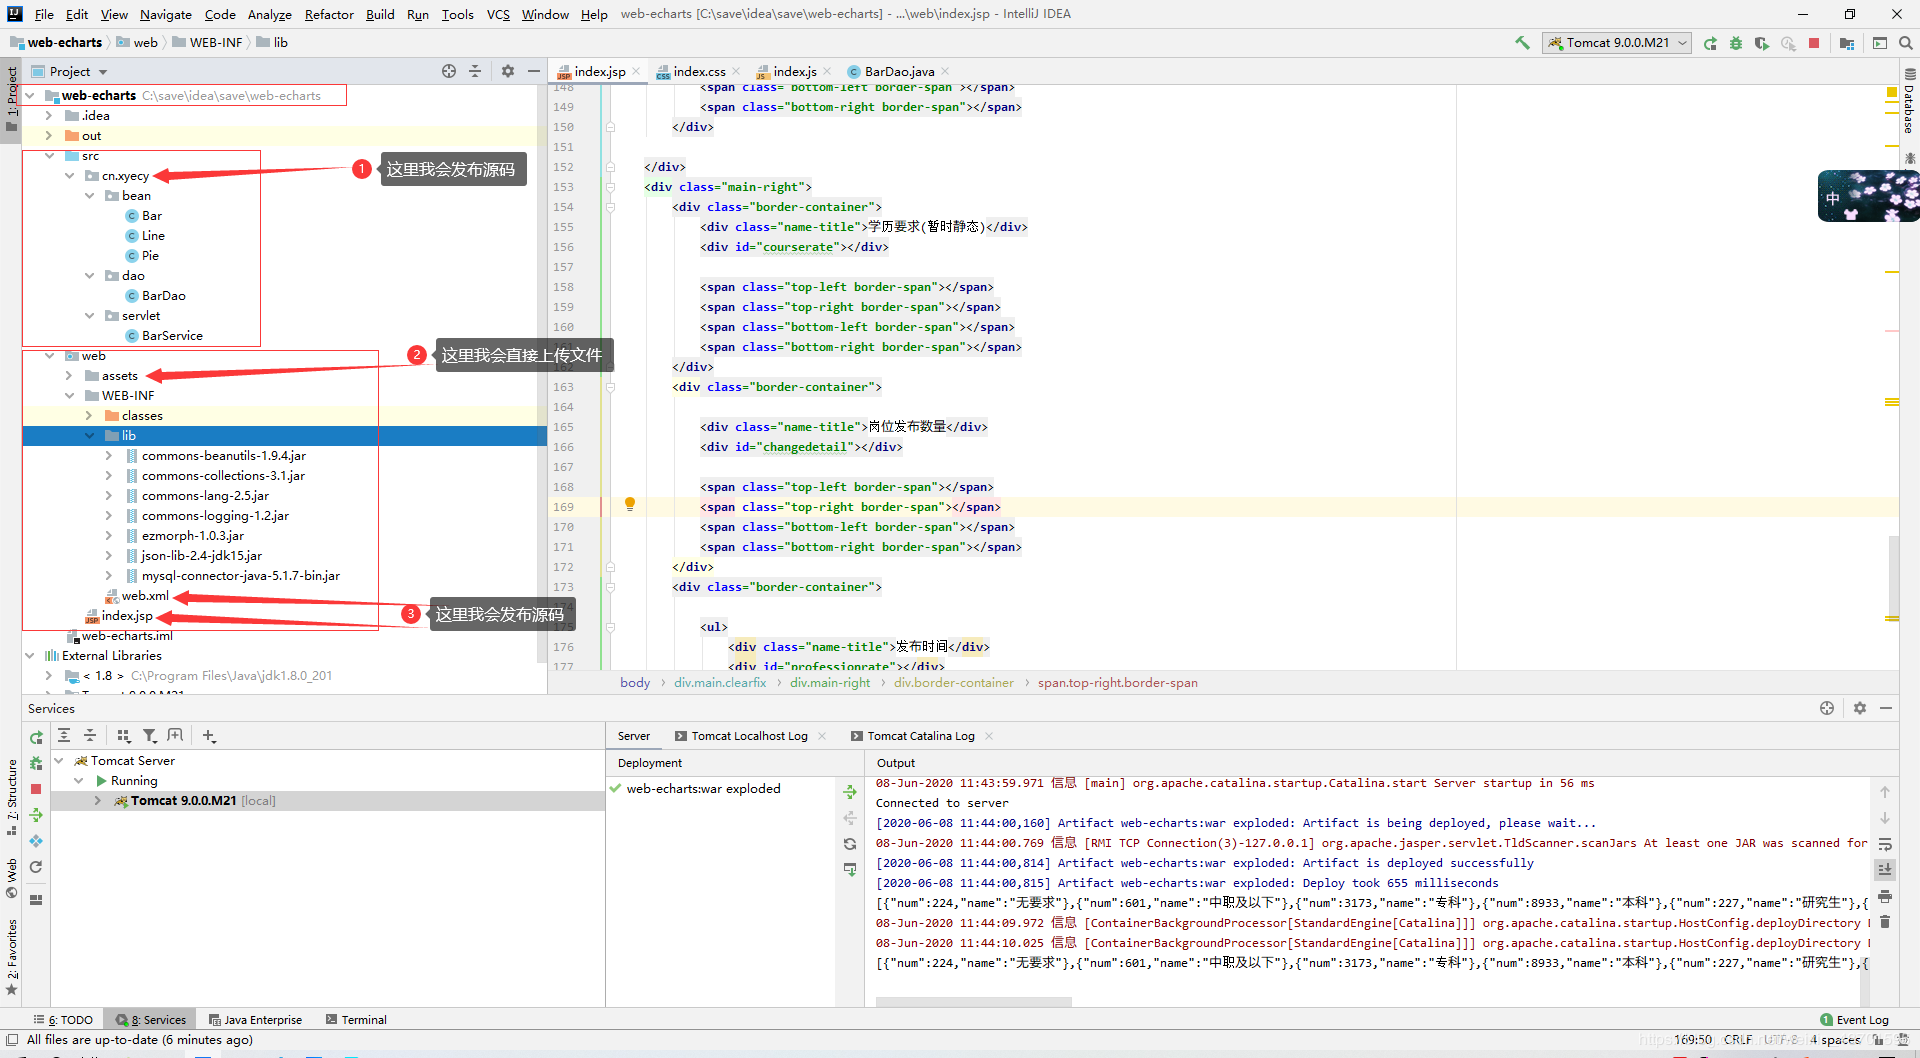 File Edit View Navigate Code Analyze Refactor Build Run Tools VCS Window Help web-echarts [C:\save\idea\save\web-echarts] - ...\web\index.jsp - IntelliJ IDEA
web-echarts web WEB-INF lib
Tomcat 9.0.0.M21
Project
index.jsp index.css index.js BarDao.java
1: Project
web-echarts C:\save\idea\save\web-echarts
.idea
out
src
cn.xyecy
bean
Bar
Line
Pie
dao
BarDao
servlet
BarService
web
assets
WEB-INF
classes
lib
commons-beanutils-1.9.4.jar
commons-collections-3.1.jar
commons-lang-2.5.jar
commons-logging-1.2.jar
ezmorph-1.0.3.jar
json-lib-2.4-jdk15.jar
mysql-connector-java-5.1.7-bin.jar
web.xml
index.jsp
web-echarts.iml
External Libraries
< 1.8 > C:\Program Files\Java\jdk1.8.0_201
Tomcat 9.0.0.M21
1 这里我会发布源码
2 这里我会直接上传文件
3 这里我会发布源码
148 <span class="bottom-left border-span"></span>
149 <span class="bottom-right border-span"></span>
150 </div>
151
152 </div>
153 <div class="main-right">
154 <div class="border-container">
155 <div class="name-title">学历要求(暂时静态)</div>
156 <div id="courserate"></div>
157
158 <span class="top-left border-span"></span>
159 <span class="top-right border-span"></span>
160 <span class="bottom-left border-span"></span>
<span class="bottom-right border-span"></span>
</div>
163 <div class="border-container">
164
165 <div class="name-title">岗位发布数量</div>
166 <div id="changedetail"></div>
167
168 <span class="top-left border-span"></span>
169 <span class="top-right border-span"></span>
170 <span class="bottom-left border-span"></span>
171 <span class="bottom-right border-span"></span>
172 </div>
173 <div class="border-container">
174
175 <ul>
176 <div class="name-title">发布时间</div>
177 <div id="professionrate"></div>
body div.main.clearfix div.main-right div.border-container span.top-right.border-span
Database
中
Services
Tomcat Server
Running
Tomcat 9.0.0.M21 [local]
Server Tomcat Localhost Log Tomcat Catalina Log
Deployment
web-echarts:war exploded
Output
08-Jun-2020 11:43:59.971 信息 [main] org.apache.catalina.startup.Catalina.start Server startup in 56 ms
Connected to server
[2020-06-08 11:44:00,160] Artifact web-echarts:war exploded: Artifact is being deployed, please wait...
08-Jun-2020 11:44:00.769 信息 [RMI TCP Connection(3)-127.0.0.1] org.apache.jasper.servlet.TldScanner.scanJars At least one JAR was scanned for
[2020-06-08 11:44:00,814] Artifact web-echarts:war exploded: Artifact is deployed successfully
[2020-06-08 11:44:00,815] Artifact web-echarts:war exploded: Deploy took 655 milliseconds
[{"num":224,"name":"无要求"},{"num":601,"name":"中职及以下"},{"num":3173,"name":"专科"},{"num":8933,"name":"本科"},{"num":227,"name":"研究生"},{
08-Jun-2020 11:44:09.972 信息 [ContainerBackgroundProcessor[StandardEngine[Catalina]]] org.apache.catalina.startup.HostConfig.deployDirectory
08-Jun-2020 11:44:10.025 信息 [ContainerBackgroundProcessor[StandardEngine[Catalina]]] org.apache.catalina.startup.HostConfig.deployDirectory
[{"num":224,"name":"无要求"},{"num":601,"name":"中职及以下"},{"num":3173,"name":"专科"},{"num":8933,"name":"本科"},{"num":227,"name":"研究生"},{
7: Structure
Web
2: Favorites
6: TODO 8: Services Java Enterprise Terminal
1 Event Log
All files are up-to-date (6 minutes ago)
169:50 CRLF UTF-8 4 spaces